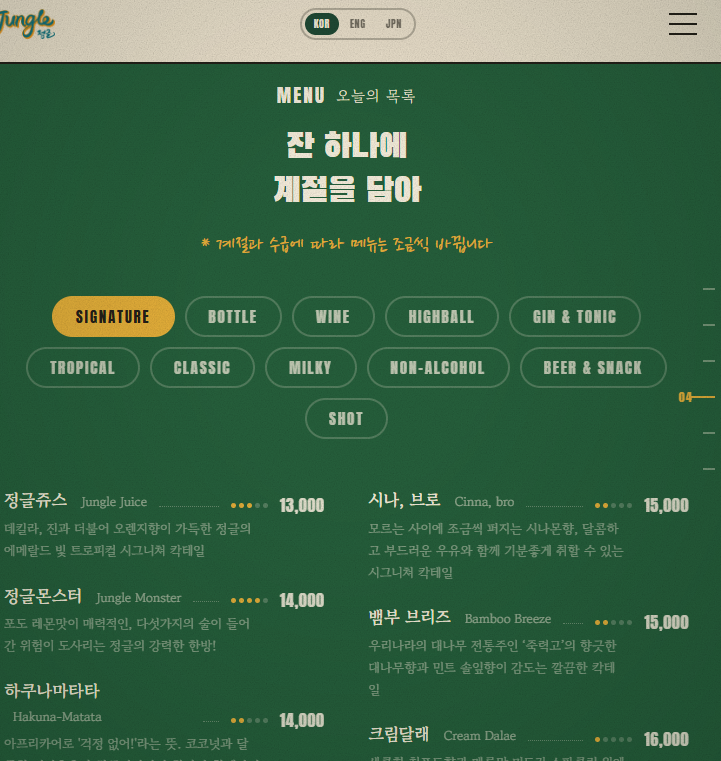 Jungle
정글
KOR ENG JPN
MENU 오늘의 목록
잔 하나에
계절을 담아
* 계절과 수급에 따라 메뉴는 조금씩 바뀝니다
SIGNATURE BOTTLE WINE HIGHBALL GIN & TONIC
TROPICAL CLASSIC MILKY NON-ALCOHOL BEER & SNACK
04
SHOT
정글쥬스 Jungle Juice 13,000
데킬라, 진과 더불어 오렌지향이 가득한 정글의
에메랄드 빛 트로피컬 시그니쳐 칵테일
정글몬스터 Jungle Monster 14,000
포도 레몬맛이 매력적인, 다섯가지의 술이 들어
간 위험이 도사리는 정글의 강력한 한방!
하쿠나마타타
Hakuna-Matata 14,000
아프리카어로 '걱정 없어!'라는 뜻. 코코넛과 달
시나, 브로 Cinna, bro 15,000
모르는 사이에 조금씩 퍼지는 시나몬향, 달콤하
고 부드러운 우유와 함께 기분좋게 취할 수 있는
시그니쳐 칵테일
뱀부 브리즈 Bamboo Breeze 15,000
우리나라의 대나무 전통주인 '죽력고'의 향긋한
대나무향과 민트 솔잎향이 감도는 깔끔한 칵테
일
크림달래 Cream Dalae 16,000